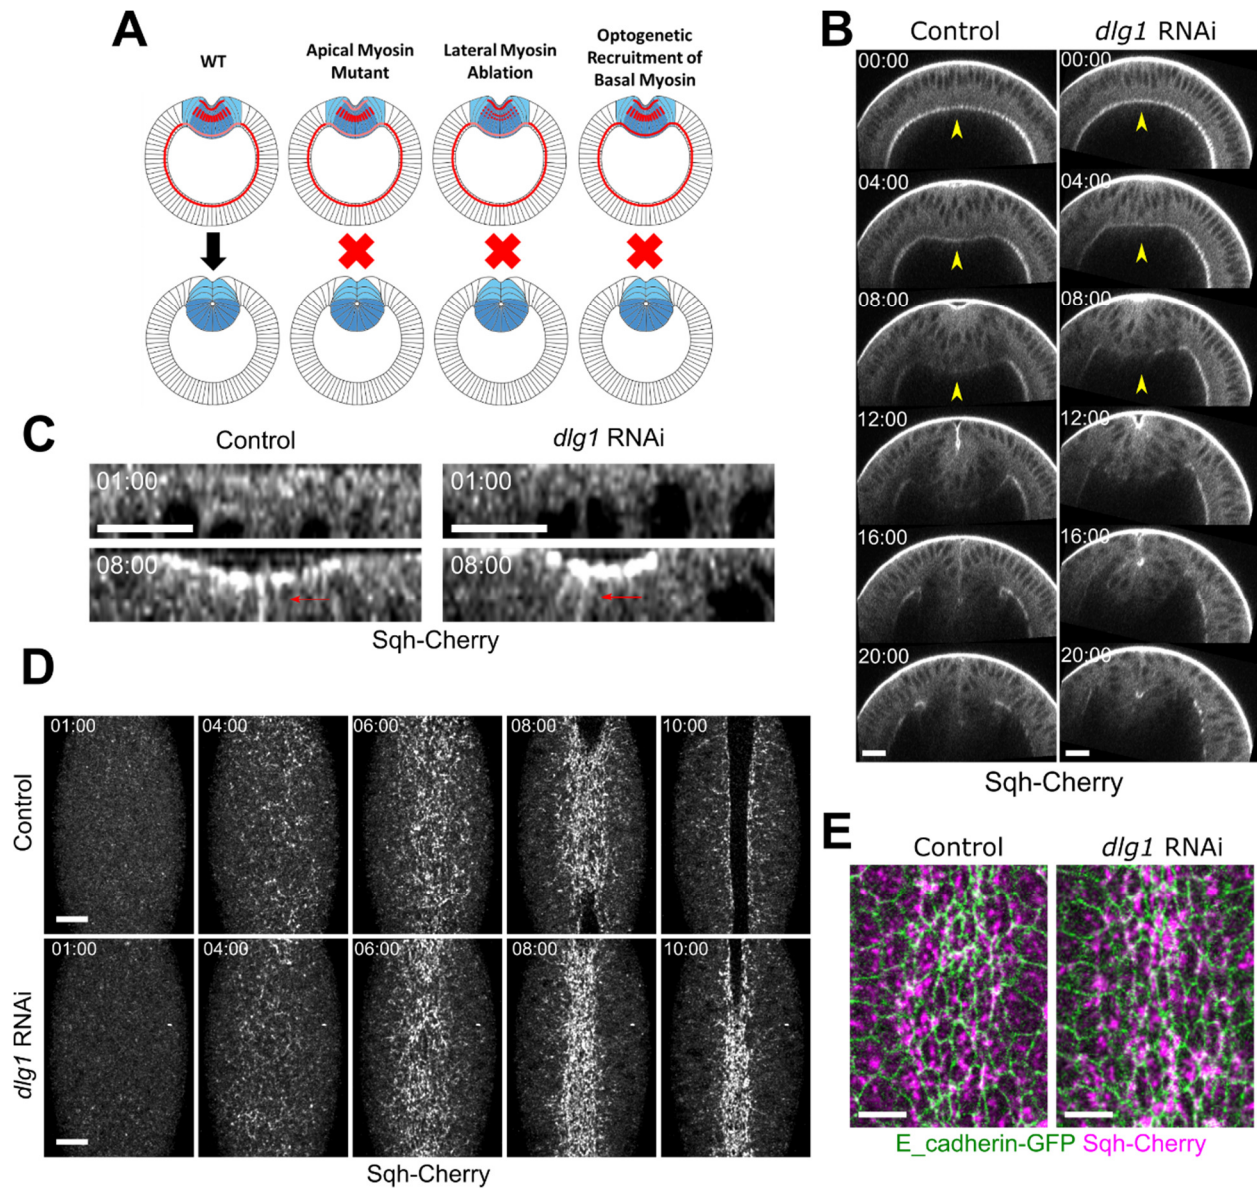 A
WT
Apical Myosin
Mutant
Lateral Myosin
Ablation
Optogenetic
Recruitment of
Basal Myosin
B
Control
dlg1 RNAi
00:00
00:00
04:00
04:00
08:00
08:00
12:00
12:00
16:00
16:00
20:00
20:00
Sqh-Cherry
C
Control
dlg1 RNAi
01:00
01:00
08:00
08:00
Sqh-Cherry
D
Control
01:00
04:00
06:00
08:00
10:00
dlg1 RNAi
01:00
04:00
06:00
08:00
10:00
Sqh-Cherry
E
Control
dlg1 RNAi
E_cadherin-GFP Sqh-Cherry